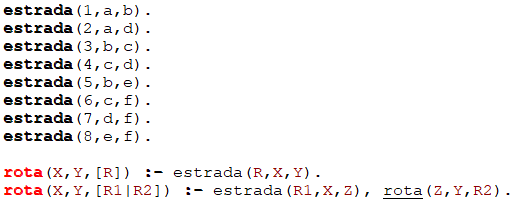 estrada(1,a,b).
estrada(2,a,d).
estrada(3,b,c).
estrada(4,c,d).
estrada(5,b,e).
estrada(6,c,f).
estrada(7,d,f).
estrada(8,e,f).
rota(X,Y,[R]) :- estrada(R,X,Y).
rota(X,Y,[R1|R2]) :- estrada(R1,X,Z), rota(Z,Y,R2).